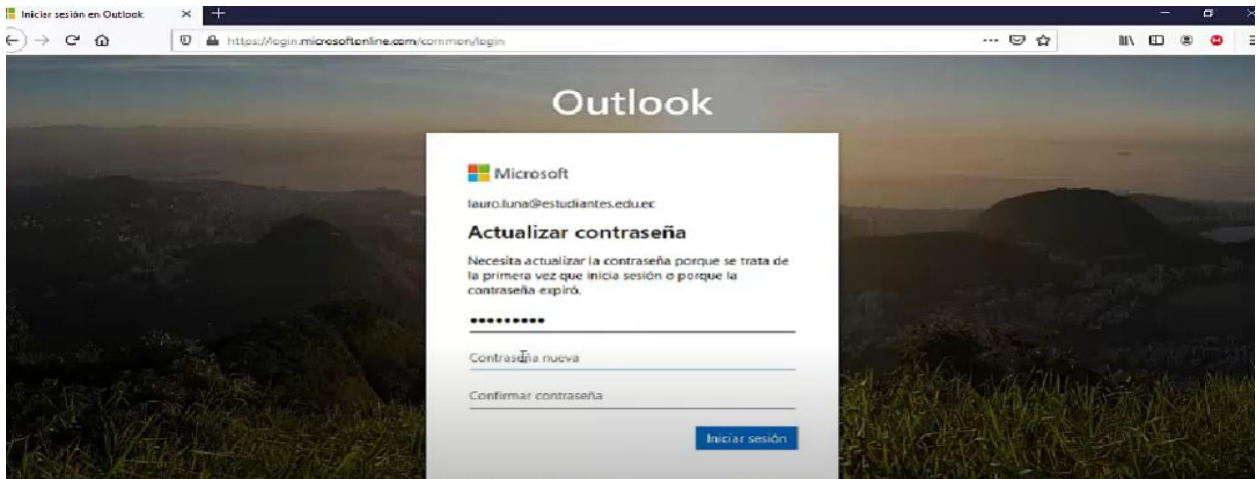 Iniciar sesión en Outlook
https://login.microsoftonline.com/common/login
Outlook
Microsoft
lauro.luna@estudiantes.edu.ec
Actualizar contraseña
Necesita actualizar la contraseña porque se trata de
la primera vez que inicia sesión o porque la
contraseña expiró.
•••••••••
Contraseña nueva
Confirmar contraseña
Iniciar sesión